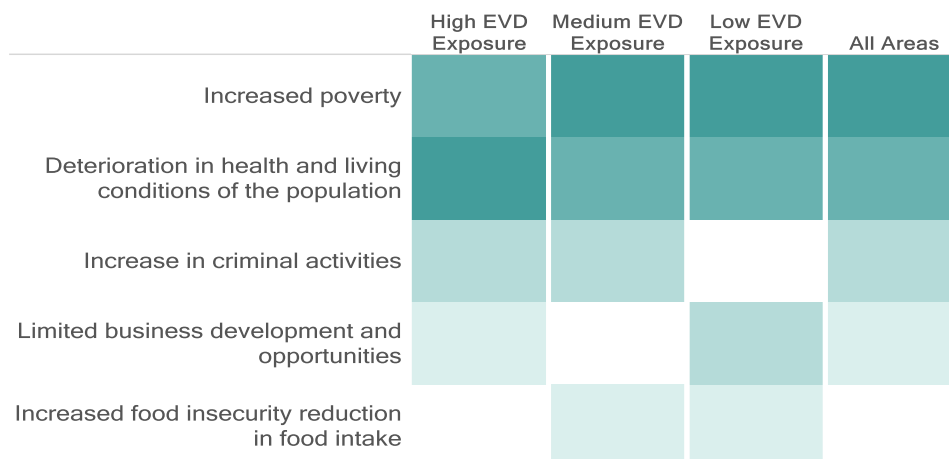 High EVD Exposure
Medium EVD Exposure
Low EVD Exposure
All Areas
Increased poverty
Deterioration in health and living
conditions of the population
Increase in criminal activities
Limited business development and
opportunities
Increased food insecurity reduction
in food intake